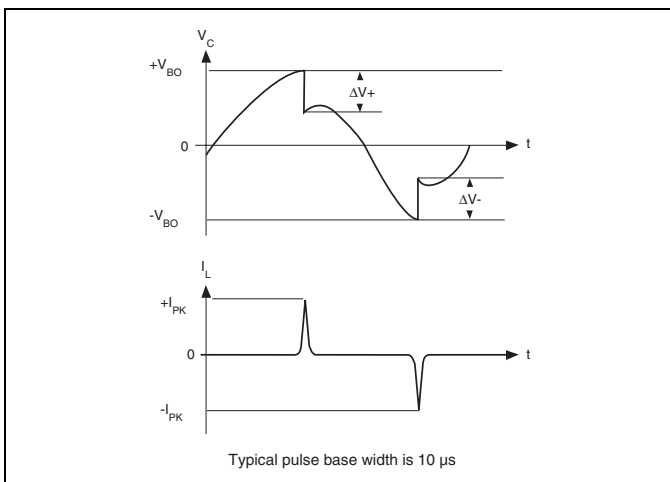 V_C
+V_BO
ΔV+
0
t
ΔV-
-V_BO
I_L
+I_PK
0
t
-I_PK
Typical pulse base width is 10 µs